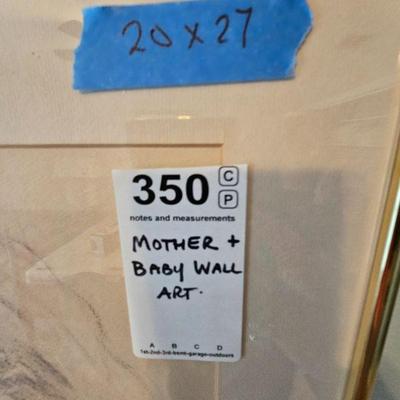 20 x 27
350 C
P
notes and measurements
MOTHER +
BABY WALL
ART.
A B C D
1st-2nd-3rd-bsmt-garage-outdoors